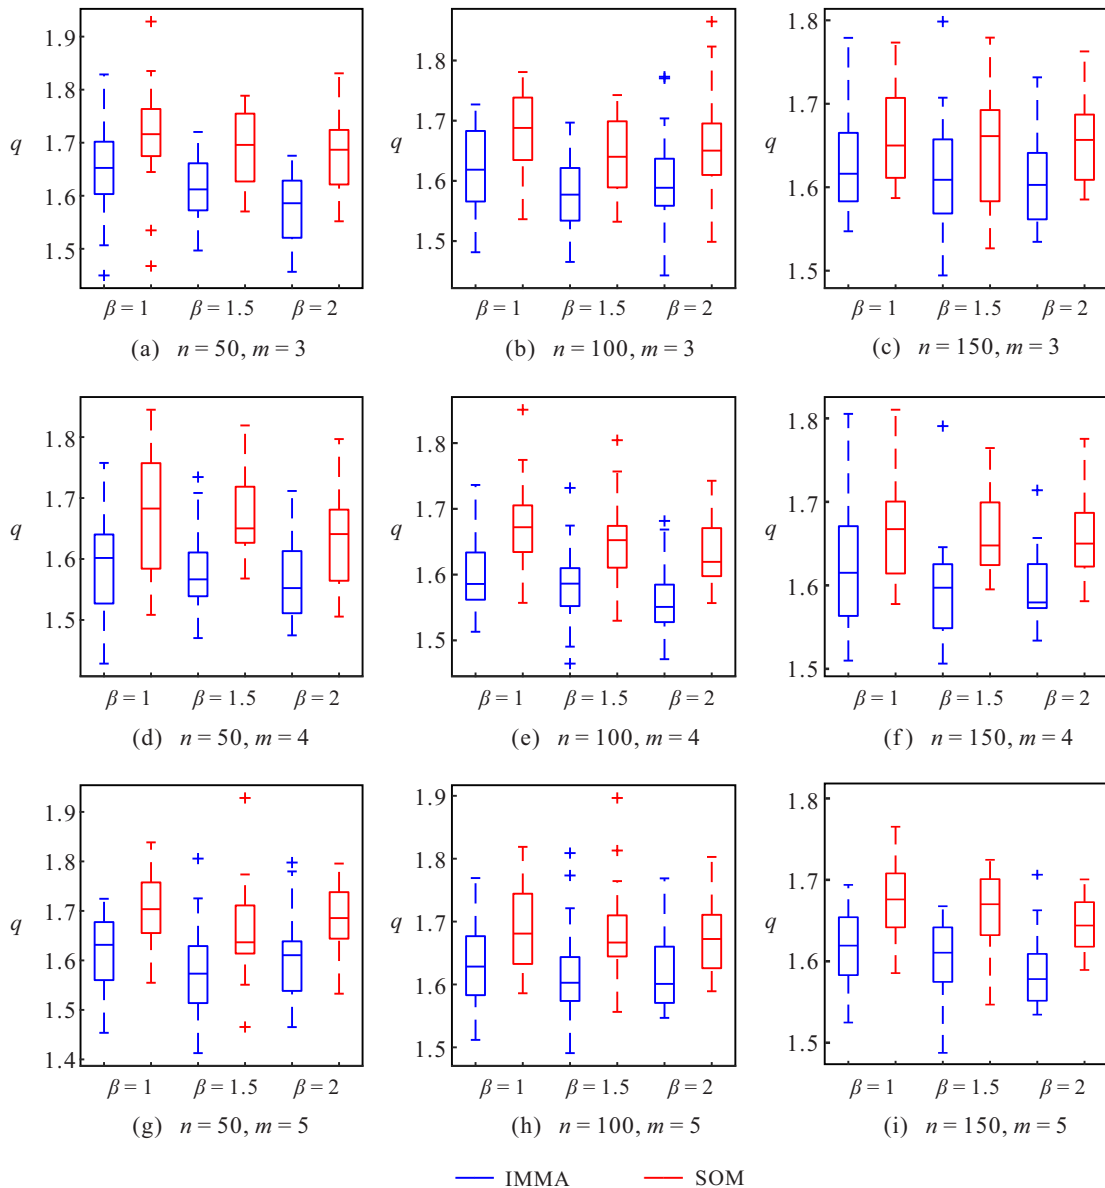 1.9
1.8
1.7
1.6
1.5
q
β = 1 β = 1.5 β = 2
(a) n = 50, m = 3
1.8
1.7
1.6
1.5
q
β = 1 β = 1.5 β = 2
(b) n = 100, m = 3
1.8
1.7
1.6
1.5
q
β = 1 β = 1.5 β = 2
(c) n = 150, m = 3
1.8
1.7
1.6
1.5
q
β = 1 β = 1.5 β = 2
(d) n = 50, m = 4
1.8
1.7
1.6
1.5
q
β = 1 β = 1.5 β = 2
(e) n = 100, m = 4
1.8
1.7
1.6
1.5
q
β = 1 β = 1.5 β = 2
(f) n = 150, m = 4
1.9
1.8
1.7
1.6
1.5
1.4
q
β = 1 β = 1.5 β = 2
(g) n = 50, m = 5
1.9
1.8
1.7
1.6
1.5
q
β = 1 β = 1.5 β = 2
(h) n = 100, m = 5
1.8
1.7
1.6
1.5
q
β = 1 β = 1.5 β = 2
(i) n = 150, m = 5
IMMA SOM